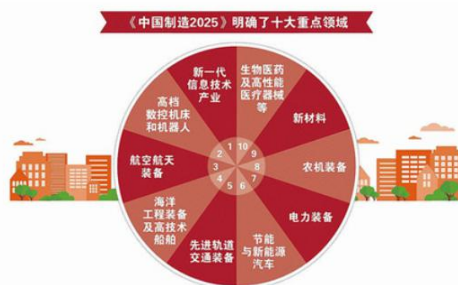 《中国制造2025》明确了十大重点领域
新一代
信息技术
产业
高档
数控机床
和机器人
航空航天
装备
海洋
工程装备
及高技术
船舶
先进轨道
交通装备
节能
与新能源
汽车
电力装备
农机装备
新材料
生物医药
及高性能
医疗器械
等
1
2
3
4
5
6
7
8
9
10